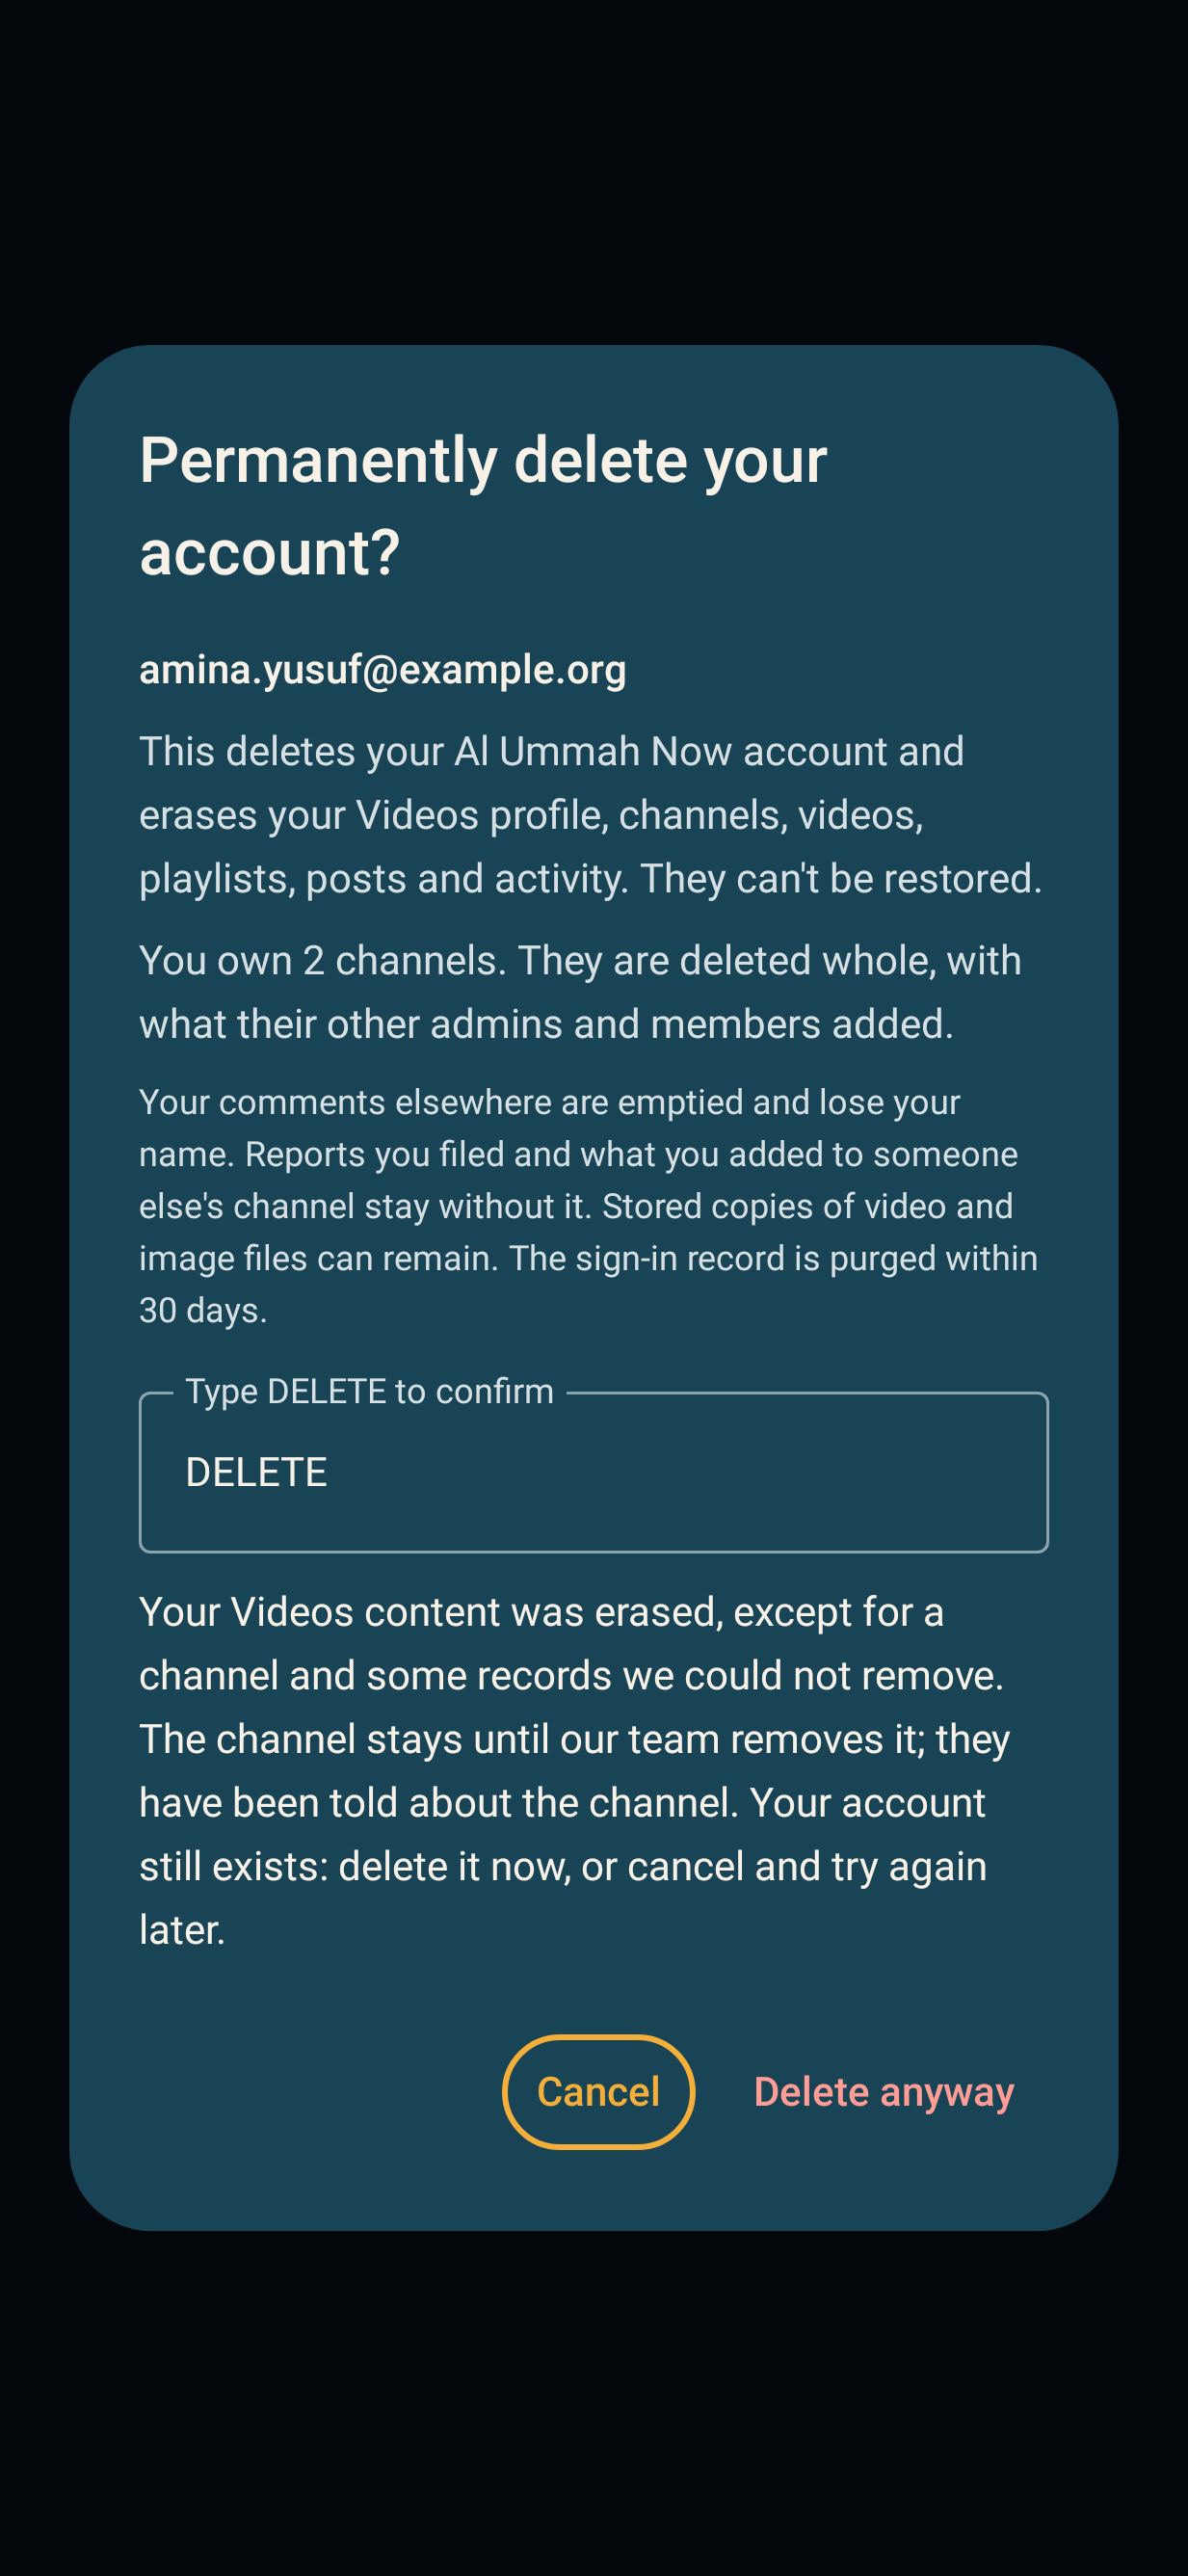 Permanently delete your
account?
amina.yusuf@example.org
This deletes your Al Ummah Now account and
erases your Videos profile, channels, videos,
playlists, posts and activity. They can't be restored.
You own 2 channels. They are deleted whole, with
what their other admins and members added.
Your comments elsewhere are emptied and lose your
name. Reports you filed and what you added to someone
else's channel stay without it. Stored copies of video and
image files can remain. The sign-in record is purged within
30 days.
Type DELETE to confirm
DELETE
Your Videos content was erased, except for a
channel and some records we could not remove.
The channel stays until our team removes it; they
have been told about the channel. Your account
still exists: delete it now, or cancel and try again
later.
Cancel Delete anyway